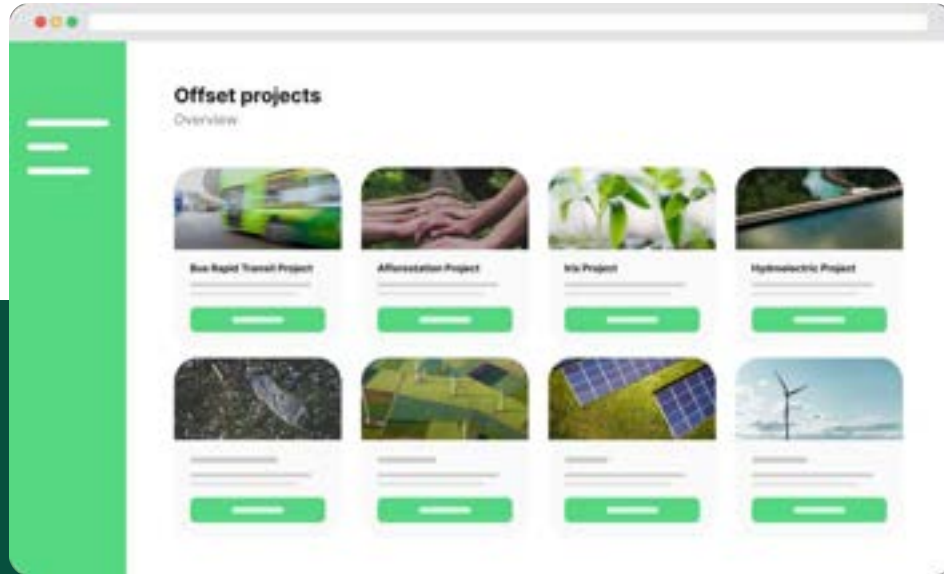 Offset projects
Overview
Bus Rapid Transit Project
Afforestation Project
Iris Project
Hydroelectric Project